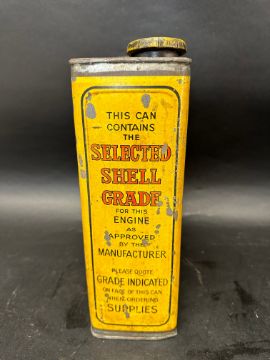 THIS CAN
CONTAINS
THE
SELECTED
SHELL
GRADE
FOR THIS
ENGINE
AS
APPROVED
BY THE
MANUFACTURER
PLEASE QUOTE
GRADE INDICATED
ON FACE OF THIS CAN
WHEN ORDERING
SUPPLIES